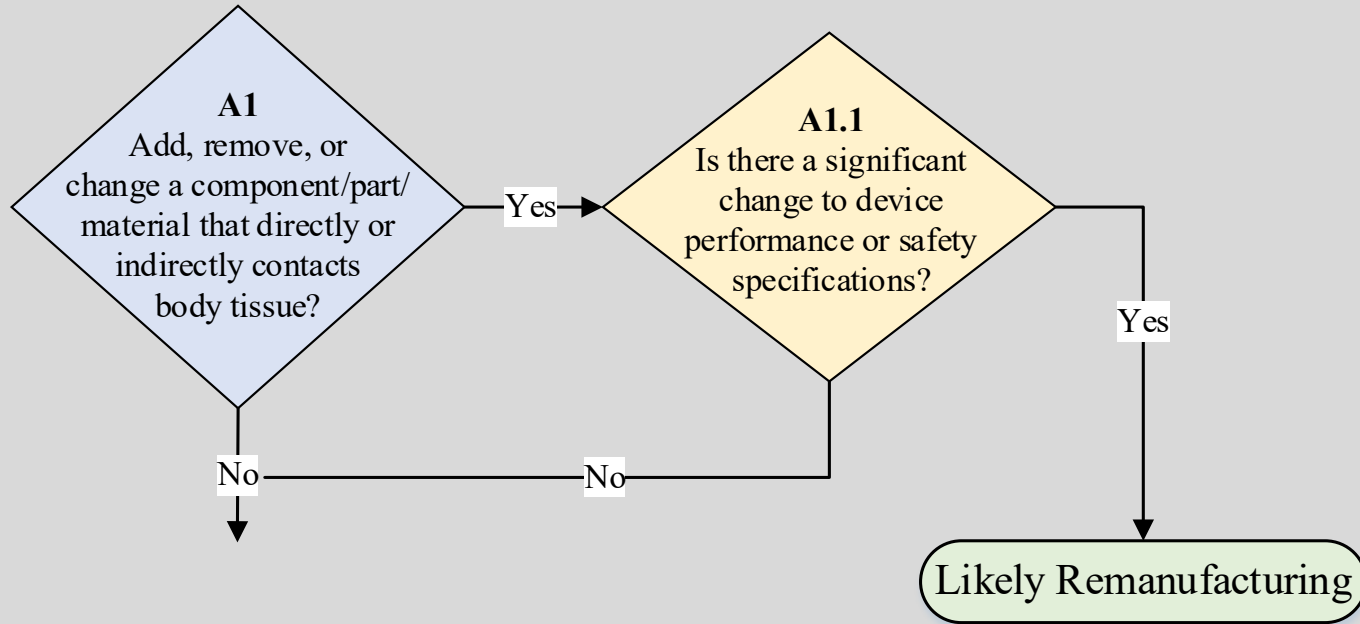 A1
Add, remove, or
change a component/part/
material that directly or
indirectly contacts
body tissue?
Yes
A1.1
Is there a significant
change to device
performance or safety
specifications?
Yes
No
No
Likely Remanufacturing